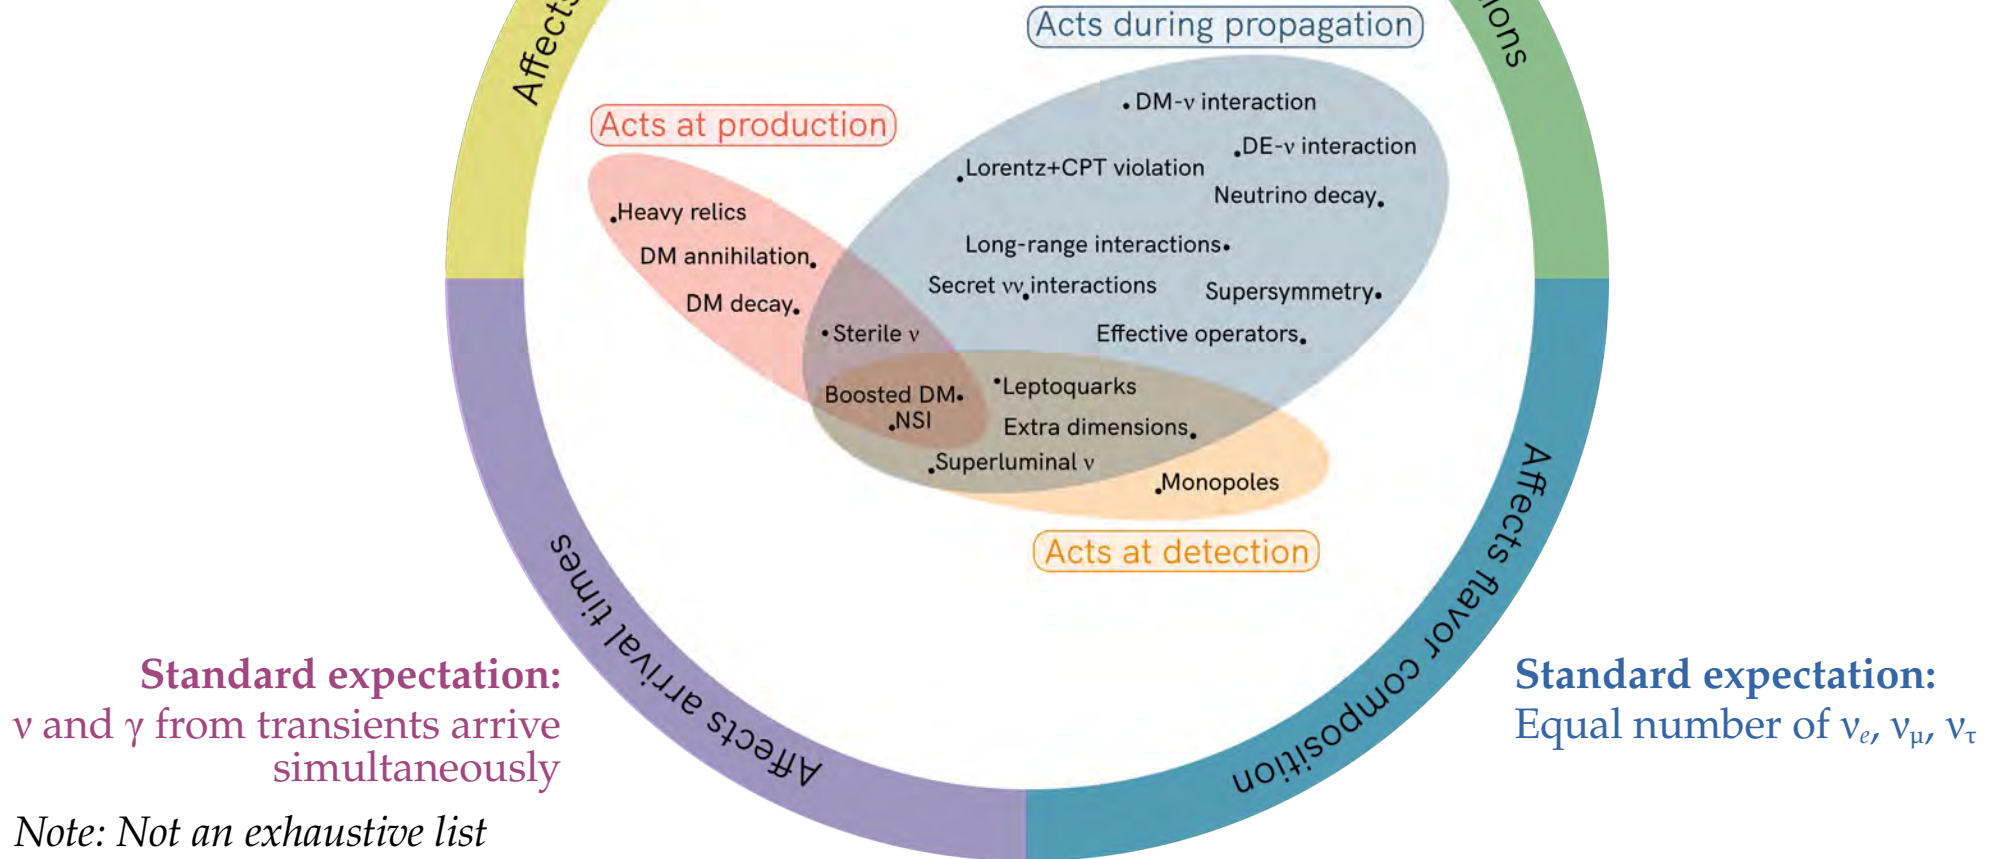 Affects
ions
Acts during propagation
Acts at production
DM-ν interaction
DE-ν interaction
Lorentz+CPT violation
Neutrino decay
Heavy relics
DM annihilation
Long-range interactions
Secret νν interactions
Supersymmetry
DM decay
Sterile ν
Effective operators
Boosted DM
Leptoquarks
NSI
Extra dimensions
Superluminal ν
Monopoles
Acts at detection
Affects arrival times
Affects flavor composition
Standard expectation:
ν and γ from transients arrive
simultaneously
Standard expectation:
Equal number of νe, νμ, ντ
Note: Not an exhaustive list